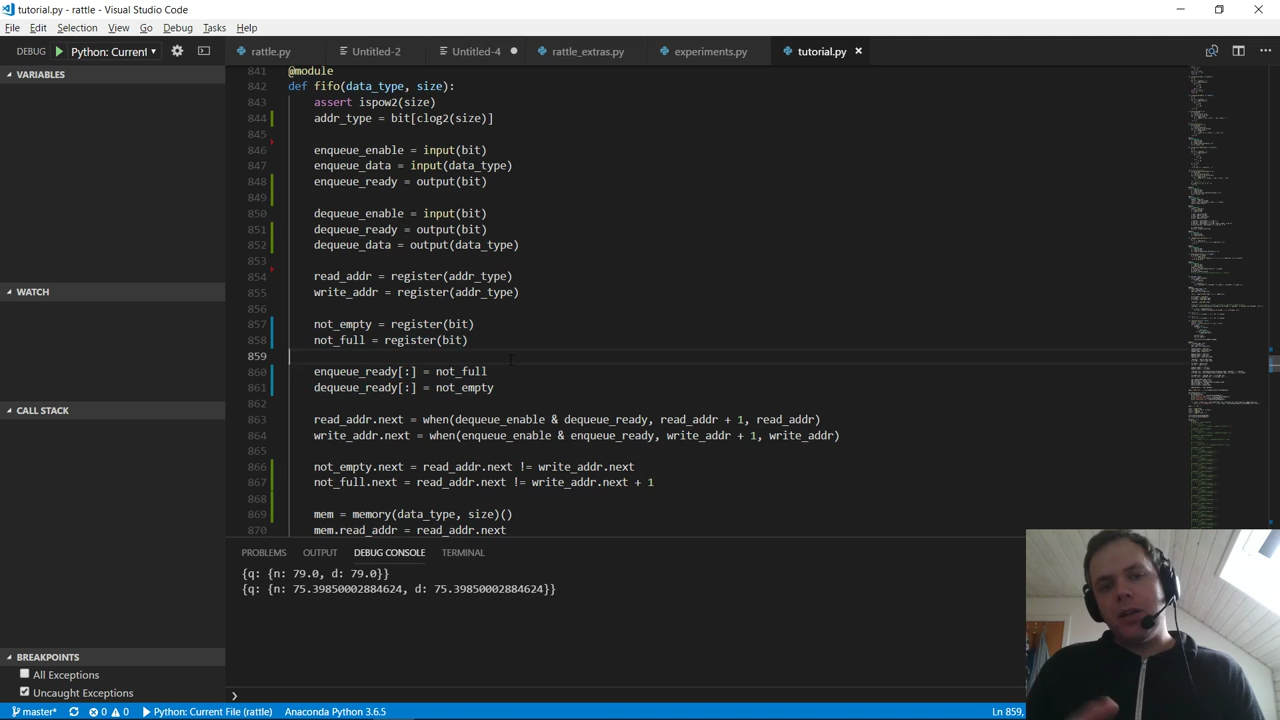 tutorial.py - rattle - Visual Studio Code
File Edit Selection View Go Debug Tasks Help
DEBUG Python: Current rattle.py Untitled-2 Untitled-4 rattle_extras.py experiments.py tutorial.py
VARIABLES
WATCH
CALL STACK
BREAKPOINTS
All Exceptions
Uncaught Exceptions
841 @module
842 def fifo(data_type, size):
843 assert ispow2(size)
844 addr_type = bit[clog2(size)]
845
846 enqueue_enable = input(bit)
847 enqueue_data = input(data_type)
848 enqueue_ready = output(bit)
849
850 dequeue_enable = input(bit)
851 dequeue_ready = output(bit)
852 dequeue_data = output(data_type)
853
854 read_addr = register(addr_type)
855 write_addr = register(addr_type)
856
857 not_empty = register(bit)
858 not_full = register(bit)
859
860 enqueue_ready[:] = not_full
861 dequeue_ready[:] = not_empty
862
863 read_addr.next = when(dequeue_enable & dequeue_ready, read_addr + 1, read_addr)
864 write_addr.next = when(enqueue_enable & enqueue_ready, write_addr + 1, write_addr)
865
866 not_empty.next = read_addr.next != write_addr.next
867 not_full.next = read_addr.next != write_addr.next + 1
868
869 mem = memory(data_type, size)()
870 mem.read_addr = read_addr.next
PROBLEMS OUTPUT DEBUG CONSOLE TERMINAL
{q: {n: 79.0, d: 79.0}}
{q: {n: 75.39850002884624, d: 75.39850002884624}}
master* 0 0 Python: Current File (rattle) Anaconda Python 3.6.5 Ln 859,